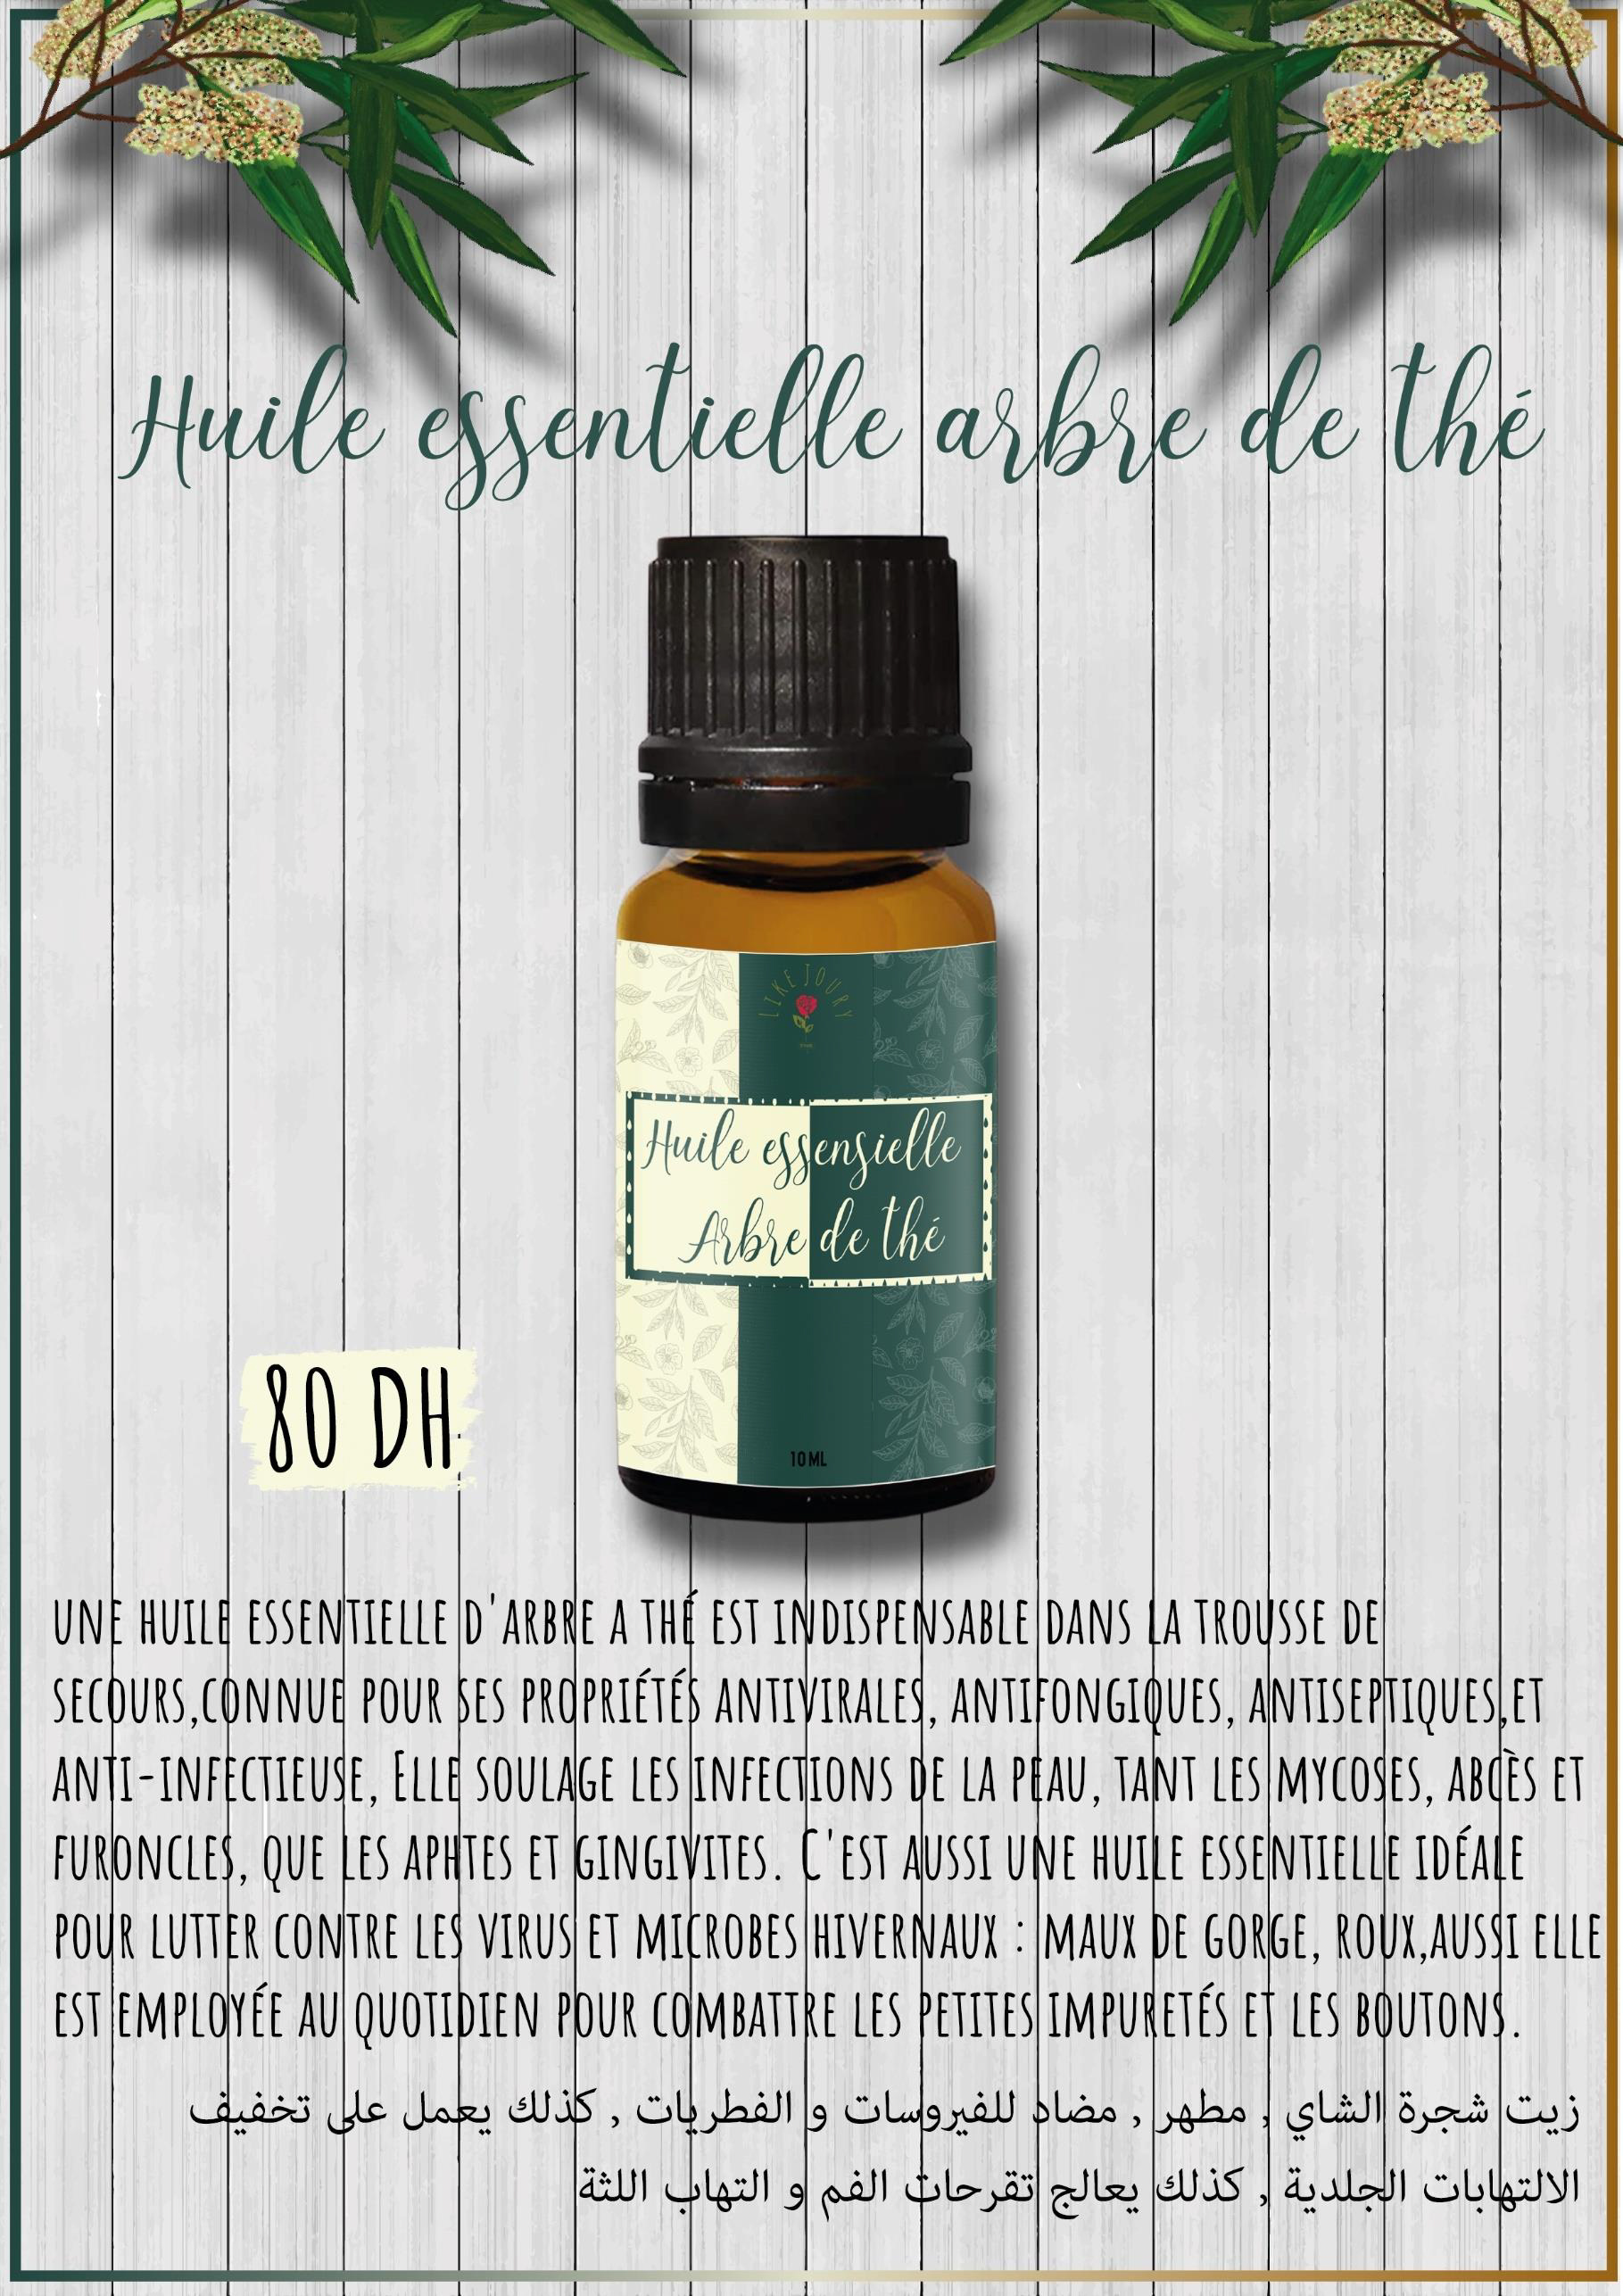 Huile essentielle arbre de thé
LIKE JOURY
Huile essensielle
Arbre de thé
10 ML
80 DH
UNE HUILE ESSENTIELLE D'ARBRE A THÉ EST INDISPENSABLE DANS LA TROUSSE DE
SECOURS,CONNUE POUR SES PROPRIÉTÉS ANTIVIRALES, ANTIFONGIQUES, ANTISEPTIQUES,ET
ANTI-INFECTIEUSE, ELLE SOULAGE LES INFECTIONS DE LA PEAU, TANT LES MYCOSES, ABCÈS ET
FURONCLES, QUE LES APHTES ET GINGIVITES. C'EST AUSSI UNE HUILE ESSENTIELLE IDÉALE
POUR LUTTER CONTRE LES VIRUS ET MICROBES HIVERNAUX : MAUX DE GORGE, ROUX,AUSSI ELLE
EST EMPLOYÉE AU QUOTIDIEN POUR COMBATTRE LES PETITES IMPURETÉS ET LES BOUTONS.
زيت شجرة الشاي , مطهر , مضاد للفيروسات و الفطريات , كذلك يعمل على تخفيف
الالتهابات الجلدية , كذلك يعالج تقرحات الفم و التهاب اللثة